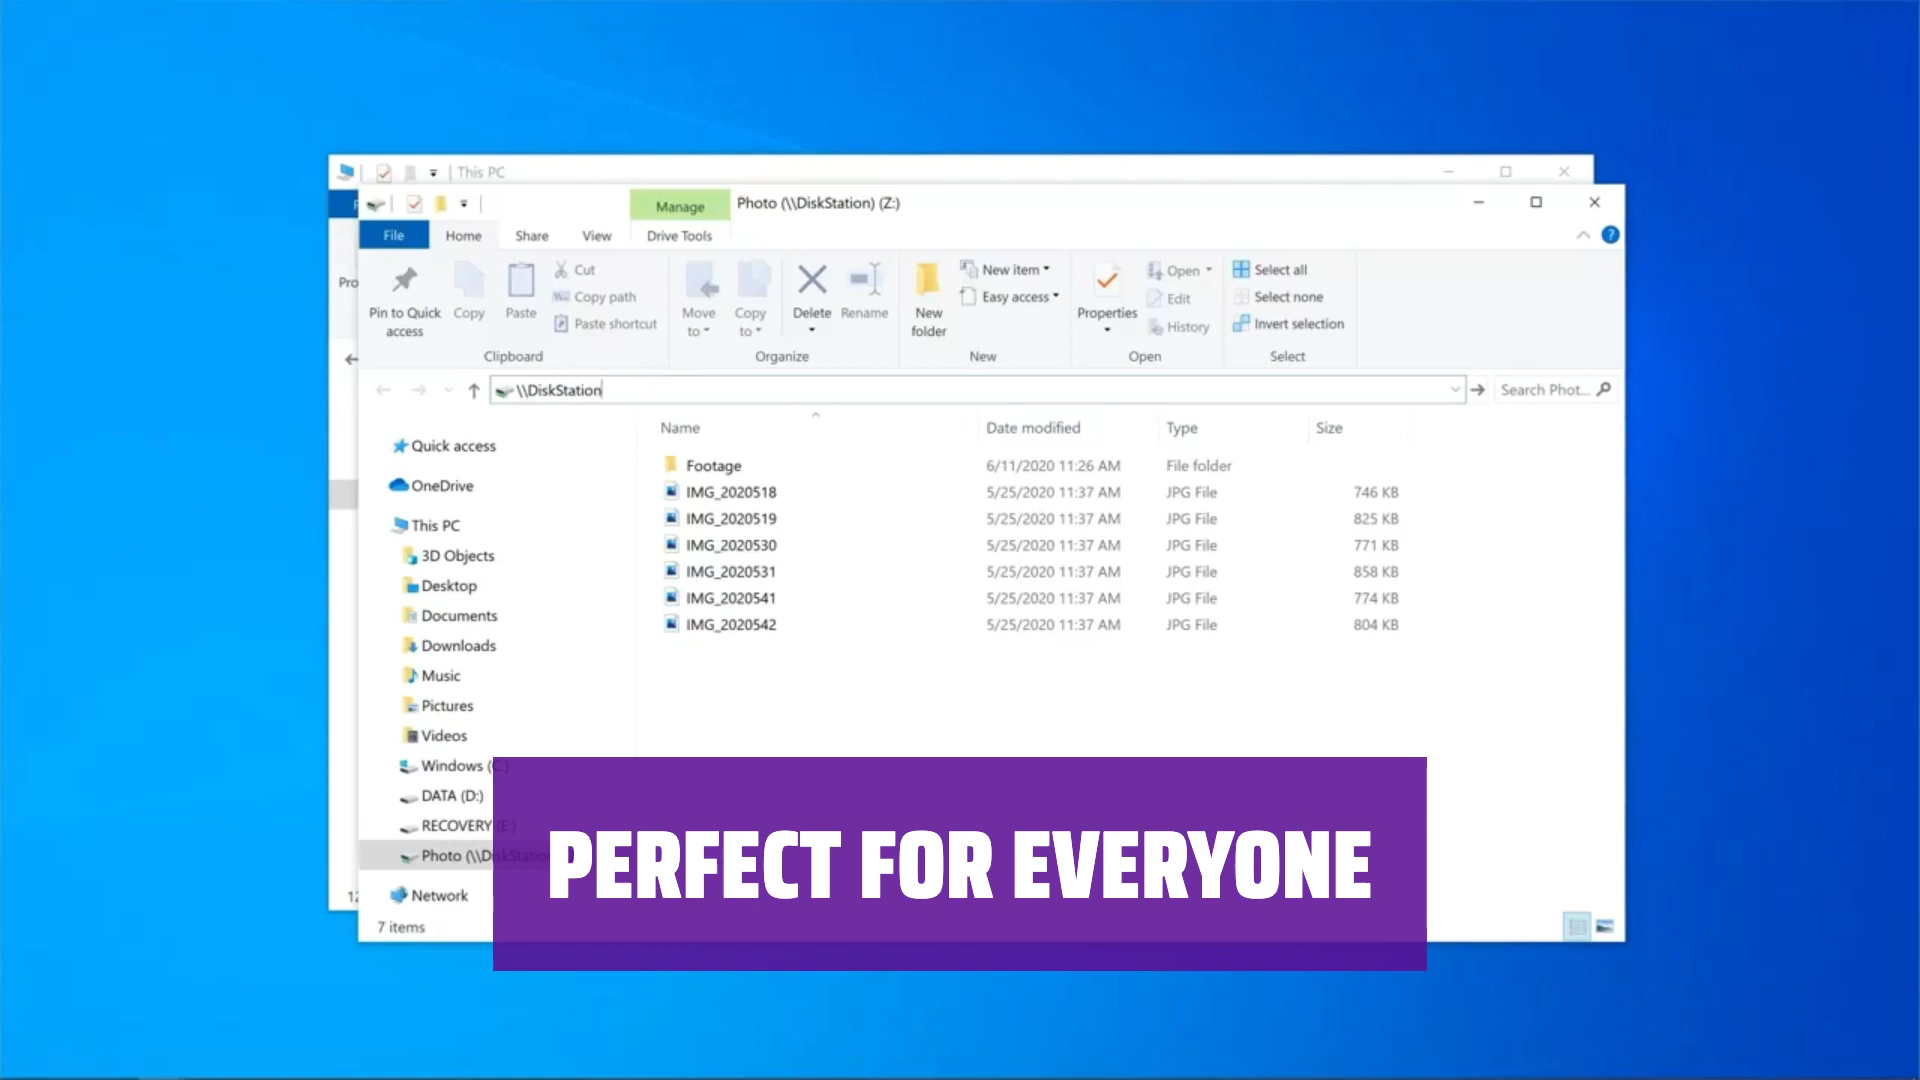 This PC
Manage
Photo (\\DiskStation) (Z:)
File
Home
Share
View
Drive Tools
Pro
Pin to Quick
access
Copy
Paste
Cut
Copy path
Paste shortcut
Clipboard
Move
to
Copy
to
Delete
Rename
Organize
New
folder
New item
Easy access
New
Properties
Open
Edit
History
Open
Select all
Select none
Invert selection
Select
\\DiskStation
Search Phot...
Name
Date modified
Type
Size
Footage 6/11/2020 11:26 AM File folder
IMG_2020518 5/25/2020 11:37 AM JPG File 746 KB
IMG_2020519 5/25/2020 11:37 AM JPG File 825 KB
IMG_2020530 5/25/2020 11:37 AM JPG File 771 KB
IMG_2020531 5/25/2020 11:37 AM JPG File 858 KB
IMG_2020541 5/25/2020 11:37 AM JPG File 774 KB
IMG_2020542 5/25/2020 11:37 AM JPG File 804 KB
Quick access
OneDrive
This PC
3D Objects
Desktop
Documents
Downloads
Music
Pictures
Videos
Windows (C:)
DATA (D:)
RECOVERY (E:)
Photo (\\DiskStation
Network
12
7 items
PERFECT FOR EVERYONE